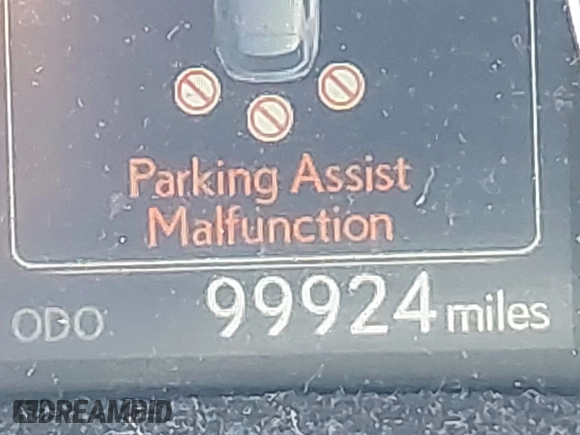 Parking Assist
Malfunction
ODO 99924 miles
DREAMBID